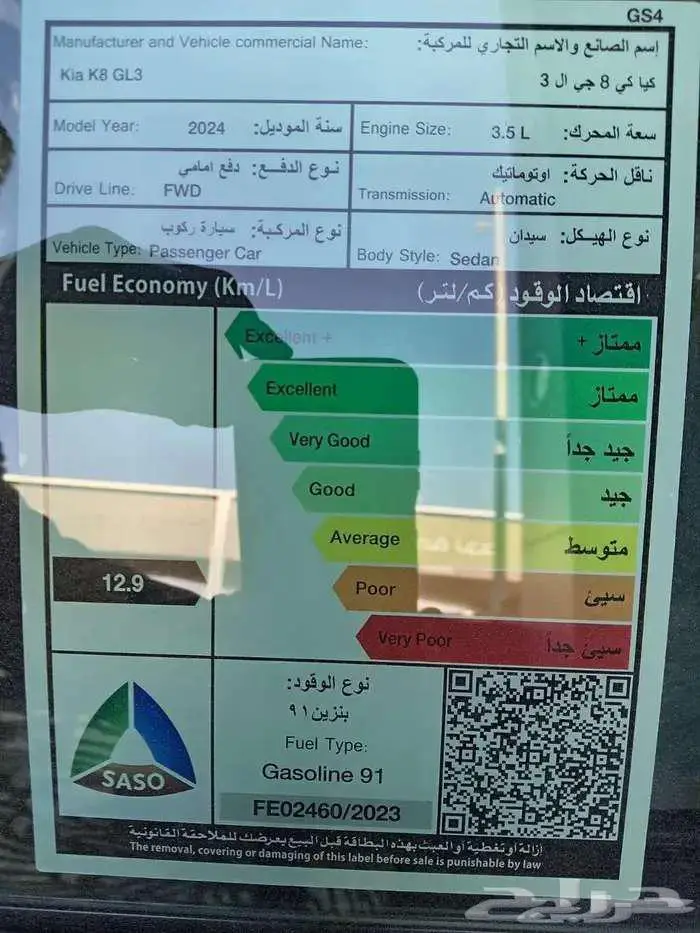 GS4
Manufacturer and Vehicle commercial Name: إسم الصانع والاسم التجاري للمركبة:
Kia K8 GL3 كيا كي 8 جي ال 3
Model Year: 2024 سنة الموديل:
Engine Size: 3.5 L سعة المحرك:
نوع الدفع: دفع امامي
Drive Line: FWD
ناقل الحركة: اوتوماتيك
Transmission: Automatic
نوع المركبة: سيارة ركوب
Vehicle Type: Passenger Car
نوع الهيكل: سيدان
Body Style: Sedan
Fuel Economy (Km/L) اقتصاد الوقود (كم/لتر)
Excellent + ممتاز +
Excellent ممتاز
Very Good جيد جداً
Good جيد
Average متوسط
12.9
Poor سيئ
Very Poor سيئ جداً
SASO
نوع الوقود:
بنزين ٩١
Fuel Type:
Gasoline 91
FE02460/2023
إزالة أو تغطية أو العبث بهذه البطاقة قبل البيع يعرضك للملاحقة القانونية
The removal, covering or damaging of this label before sale is punishable by law
حراج